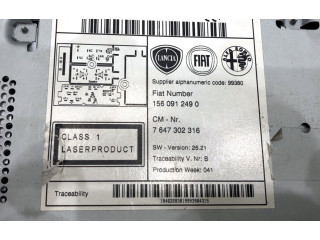 LANCIA
FIAT
ALFA ROMEO
Supplier alphanumeric code: 99360
Fiat Number
156 091 249 0
CM - Nr.
7 647 302 316
CLASS 1
LASERPRODUCT
SW - Version: 25.21
Traceability V. Nr: B
Production Week: 041
Traceability